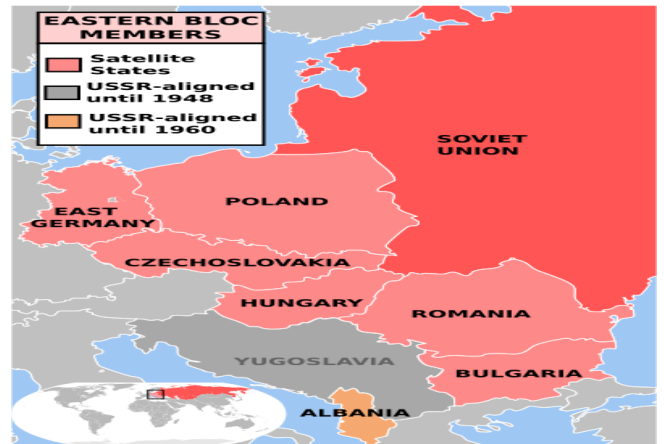 EASTERN BLOC
MEMBERS
Satellite
States
USSR-aligned
until 1948
USSR-aligned
until 1960
SOVIET
UNION
POLAND
EAST
GERMANY
CZECHOSLOVAKIA
HUNGARY
ROMANIA
YUGOSLAVIA
BULGARIA
ALBANIA